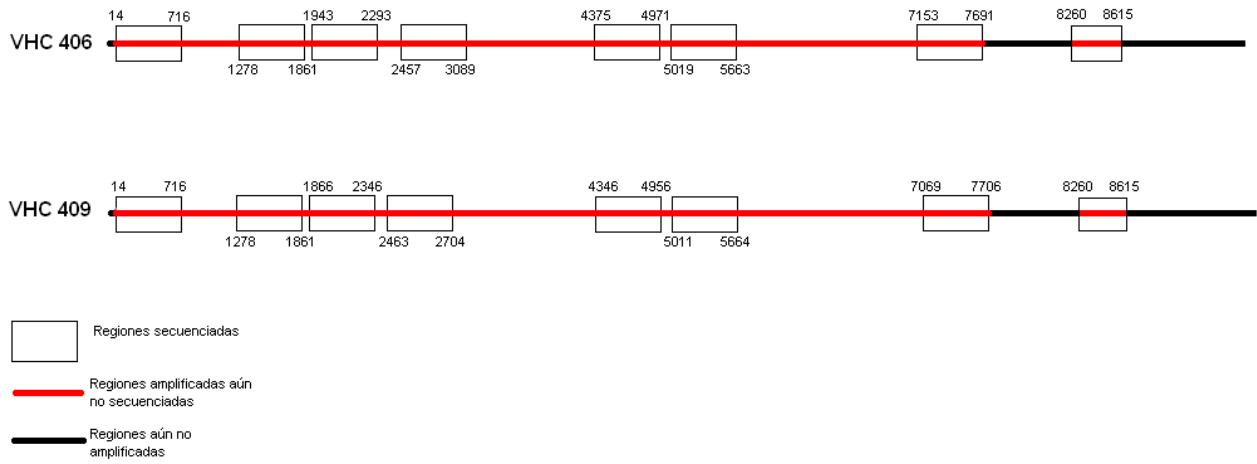 14 716 1943 2293 4375 4971 7153 7691 8260 8615
VHC 406
1278 1861 2457 3089 5019 5663
14 716 1866 2346 4346 4956 7069 7706 8260 8615
VHC 409
1278 1861 2463 2704 5011 5664
Regiones secuenciadas
Regiones amplificadas aún
no secuenciadas
Regiones aún no
amplificadas